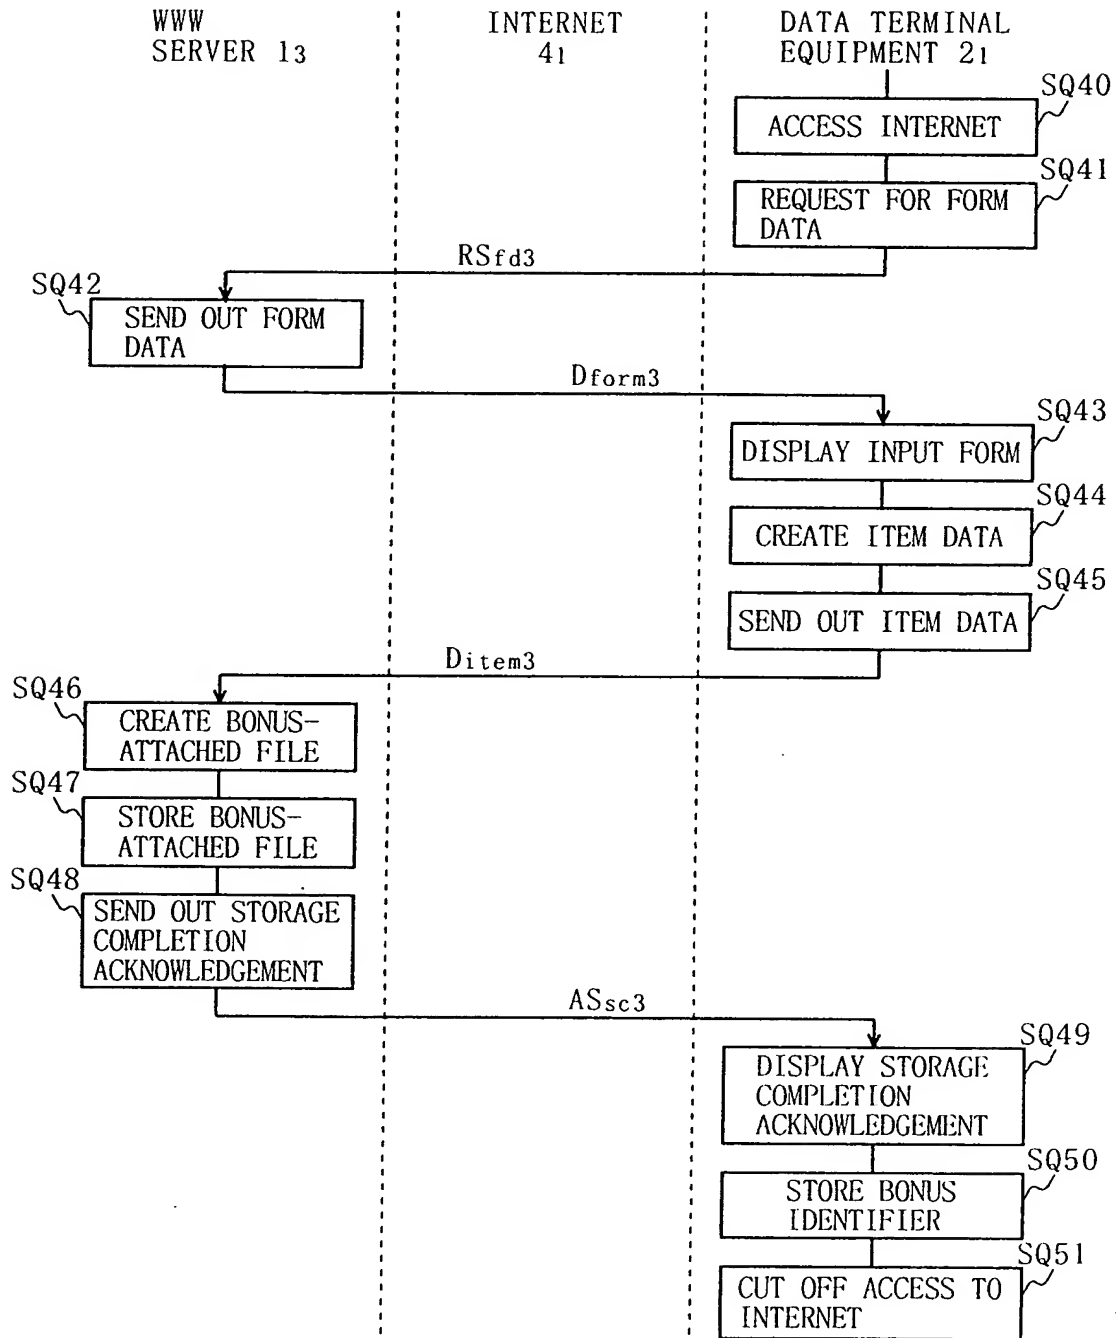 WWW
SERVER 13
INTERNET
41
DATA TERMINAL
EQUIPMENT 21
SQ40
ACCESS INTERNET
SQ41
REQUEST FOR FORM
DATA
RSfd3
SQ42
SEND OUT FORM
DATA
Dform3
SQ43
DISPLAY INPUT FORM
SQ44
CREATE ITEM DATA
SQ45
SEND OUT ITEM DATA
Ditem3
SQ46
CREATE BONUS-
ATTACHED FILE
SQ47
STORE BONUS-
ATTACHED FILE
SQ48
SEND OUT STORAGE
COMPLETION
ACKNOWLEDGEMENT
ASsc3
SQ49
DISPLAY STORAGE
COMPLETION
ACKNOWLEDGEMENT
SQ50
STORE BONUS
IDENTIFIER
SQ51
CUT OFF ACCESS TO
INTERNET